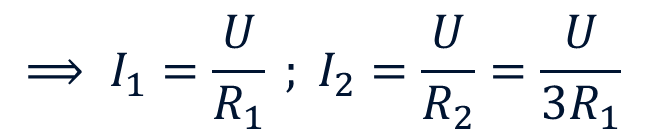 ⟹ I₁ = U/R₁ ; I₂ = U/R₂ = U/3R₁